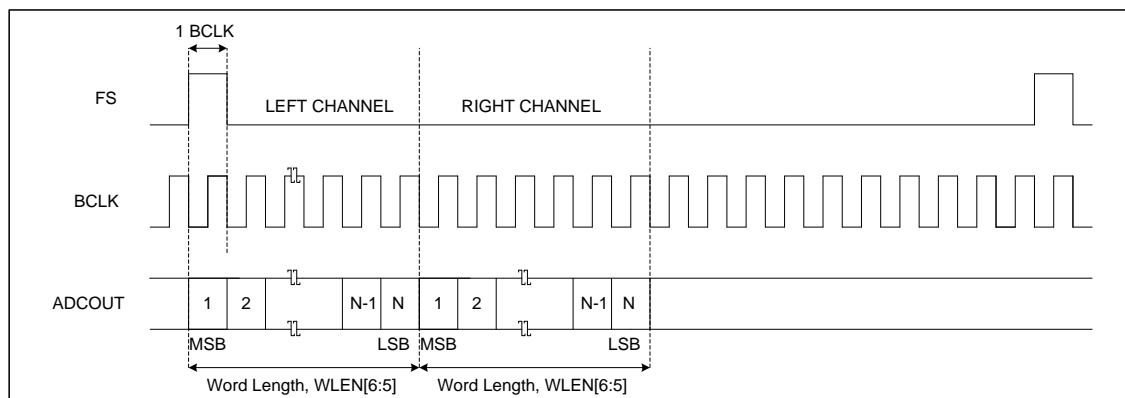 1 BCLK
FS
LEFT CHANNEL RIGHT CHANNEL
BCLK
ADCOUT
1 2 N-1 N 1 2 N-1 N
MSB LSB MSB LSB
Word Length, WLEN[6:5] Word Length, WLEN[6:5]